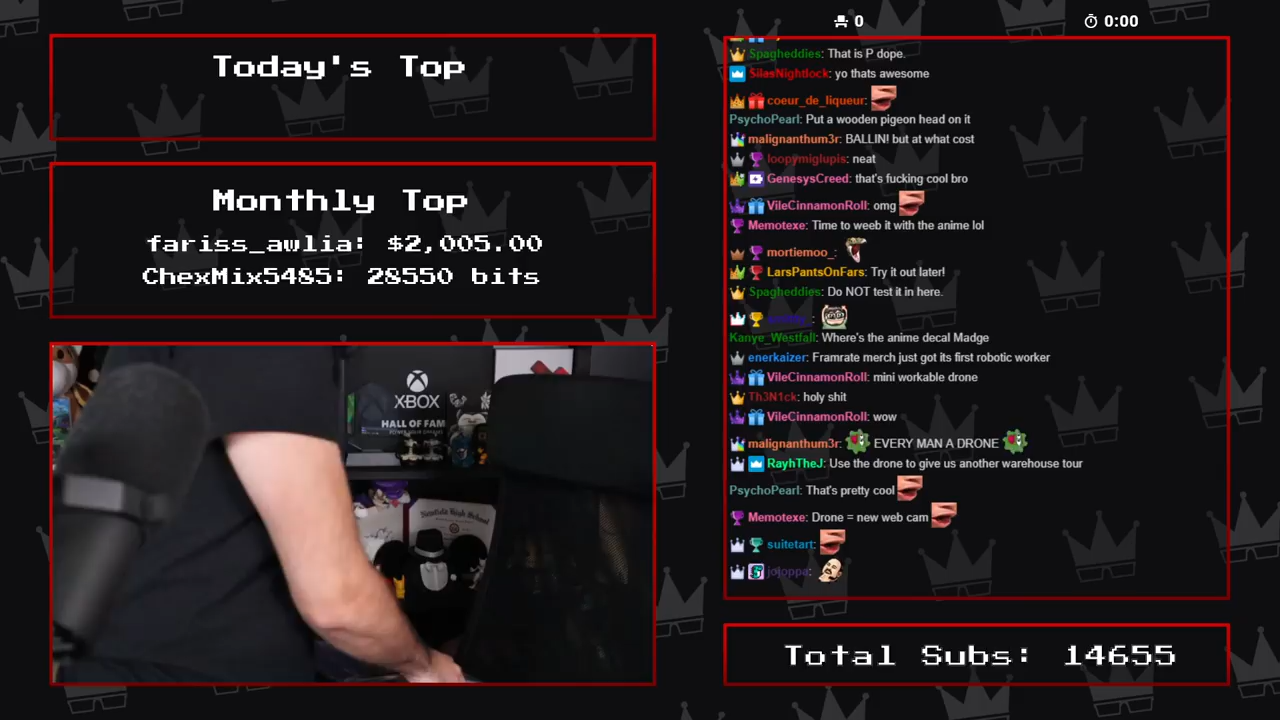 0
0:00
Today's Top
Monthly Top
fariss_awlia: $2,005.00
ChexMix5485: 28550 bits
XBOX
HALL OF FAME
High School
Spagheddies: That is P dope.
SilasNightlock: yo thats awesome
coeur_de_liqueur:
PsychoPearl: Put a wooden pigeon head on it
malignanthum3r: BALLIN! but at what cost
loopymiglupis: neat
GenesysCreed: that's fucking cool bro
VileCinnamonRoll: omg
Memotexe: Time to weeb it with the anime lol
mortiemoo_:
LarsPantsOnFars: Try it out later!
Spagheddies: Do NOT test it in here.
Kanye_Westfall: Where's the anime decal Madge
enerkaizer: Framrate merch just got its first robotic worker
VileCinnamonRoll: mini workable drone
Th3N1ck: holy shit
VileCinnamonRoll: wow
malignanthum3r: EVERY MAN A DRONE
RayhTheJ: Use the drone to give us another warehouse tour
PsychoPearl: That's pretty cool
Memotexe: Drone = new web cam
suitetart:
jojoppa:
Total Subs: 14655